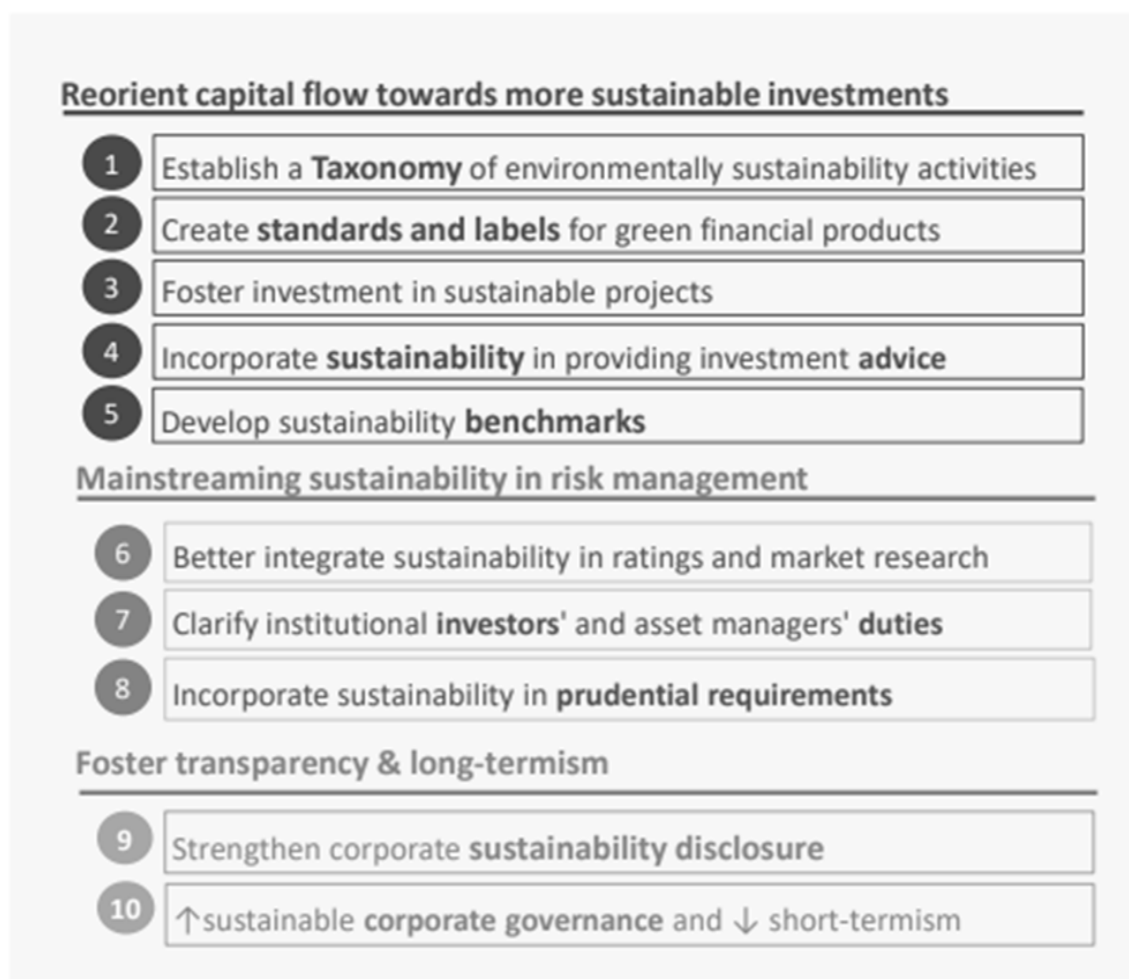 Reorient capital flow towards more sustainable investments
1 Establish a Taxonomy of environmentally sustainability activities
2 Create standards and labels for green financial products
3 Foster investment in sustainable projects
4 Incorporate sustainability in providing investment advice
5 Develop sustainability benchmarks
Mainstreaming sustainability in risk management
6 Better integrate sustainability in ratings and market research
7 Clarify institutional investors' and asset managers' duties
8 Incorporate sustainability in prudential requirements
Foster transparency & long-termism
9 Strengthen corporate sustainability disclosure
10 ↑sustainable corporate governance and ↓ short-termism